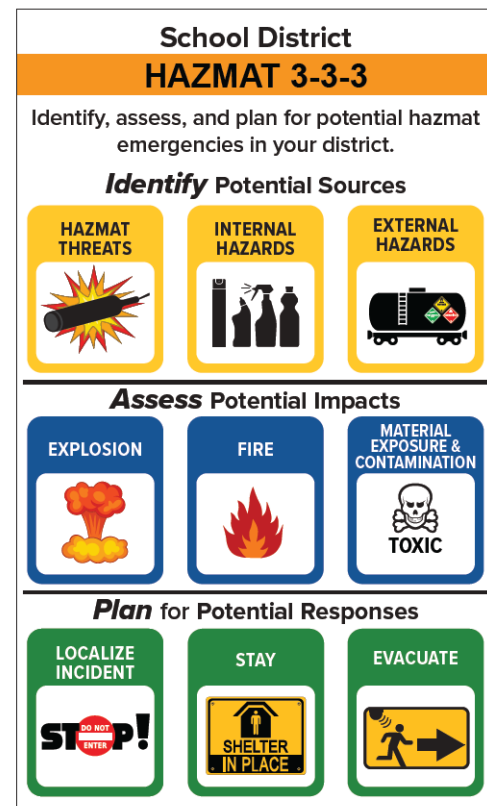 School District
HAZMAT 3-3-3
Identify, assess, and plan for potential hazmat
emergencies in your district.
Identify Potential Sources
HAZMAT
THREATS
INTERNAL
HAZARDS
EXTERNAL
HAZARDS
Assess Potential Impacts
EXPLOSION
FIRE
MATERIAL
EXPOSURE &
CONTAMINATION
TOXIC
Plan for Potential Responses
LOCALIZE
INCIDENT
STOP!
DO NOT
ENTER
STAY
SHELTER
IN PLACE
EVACUATE